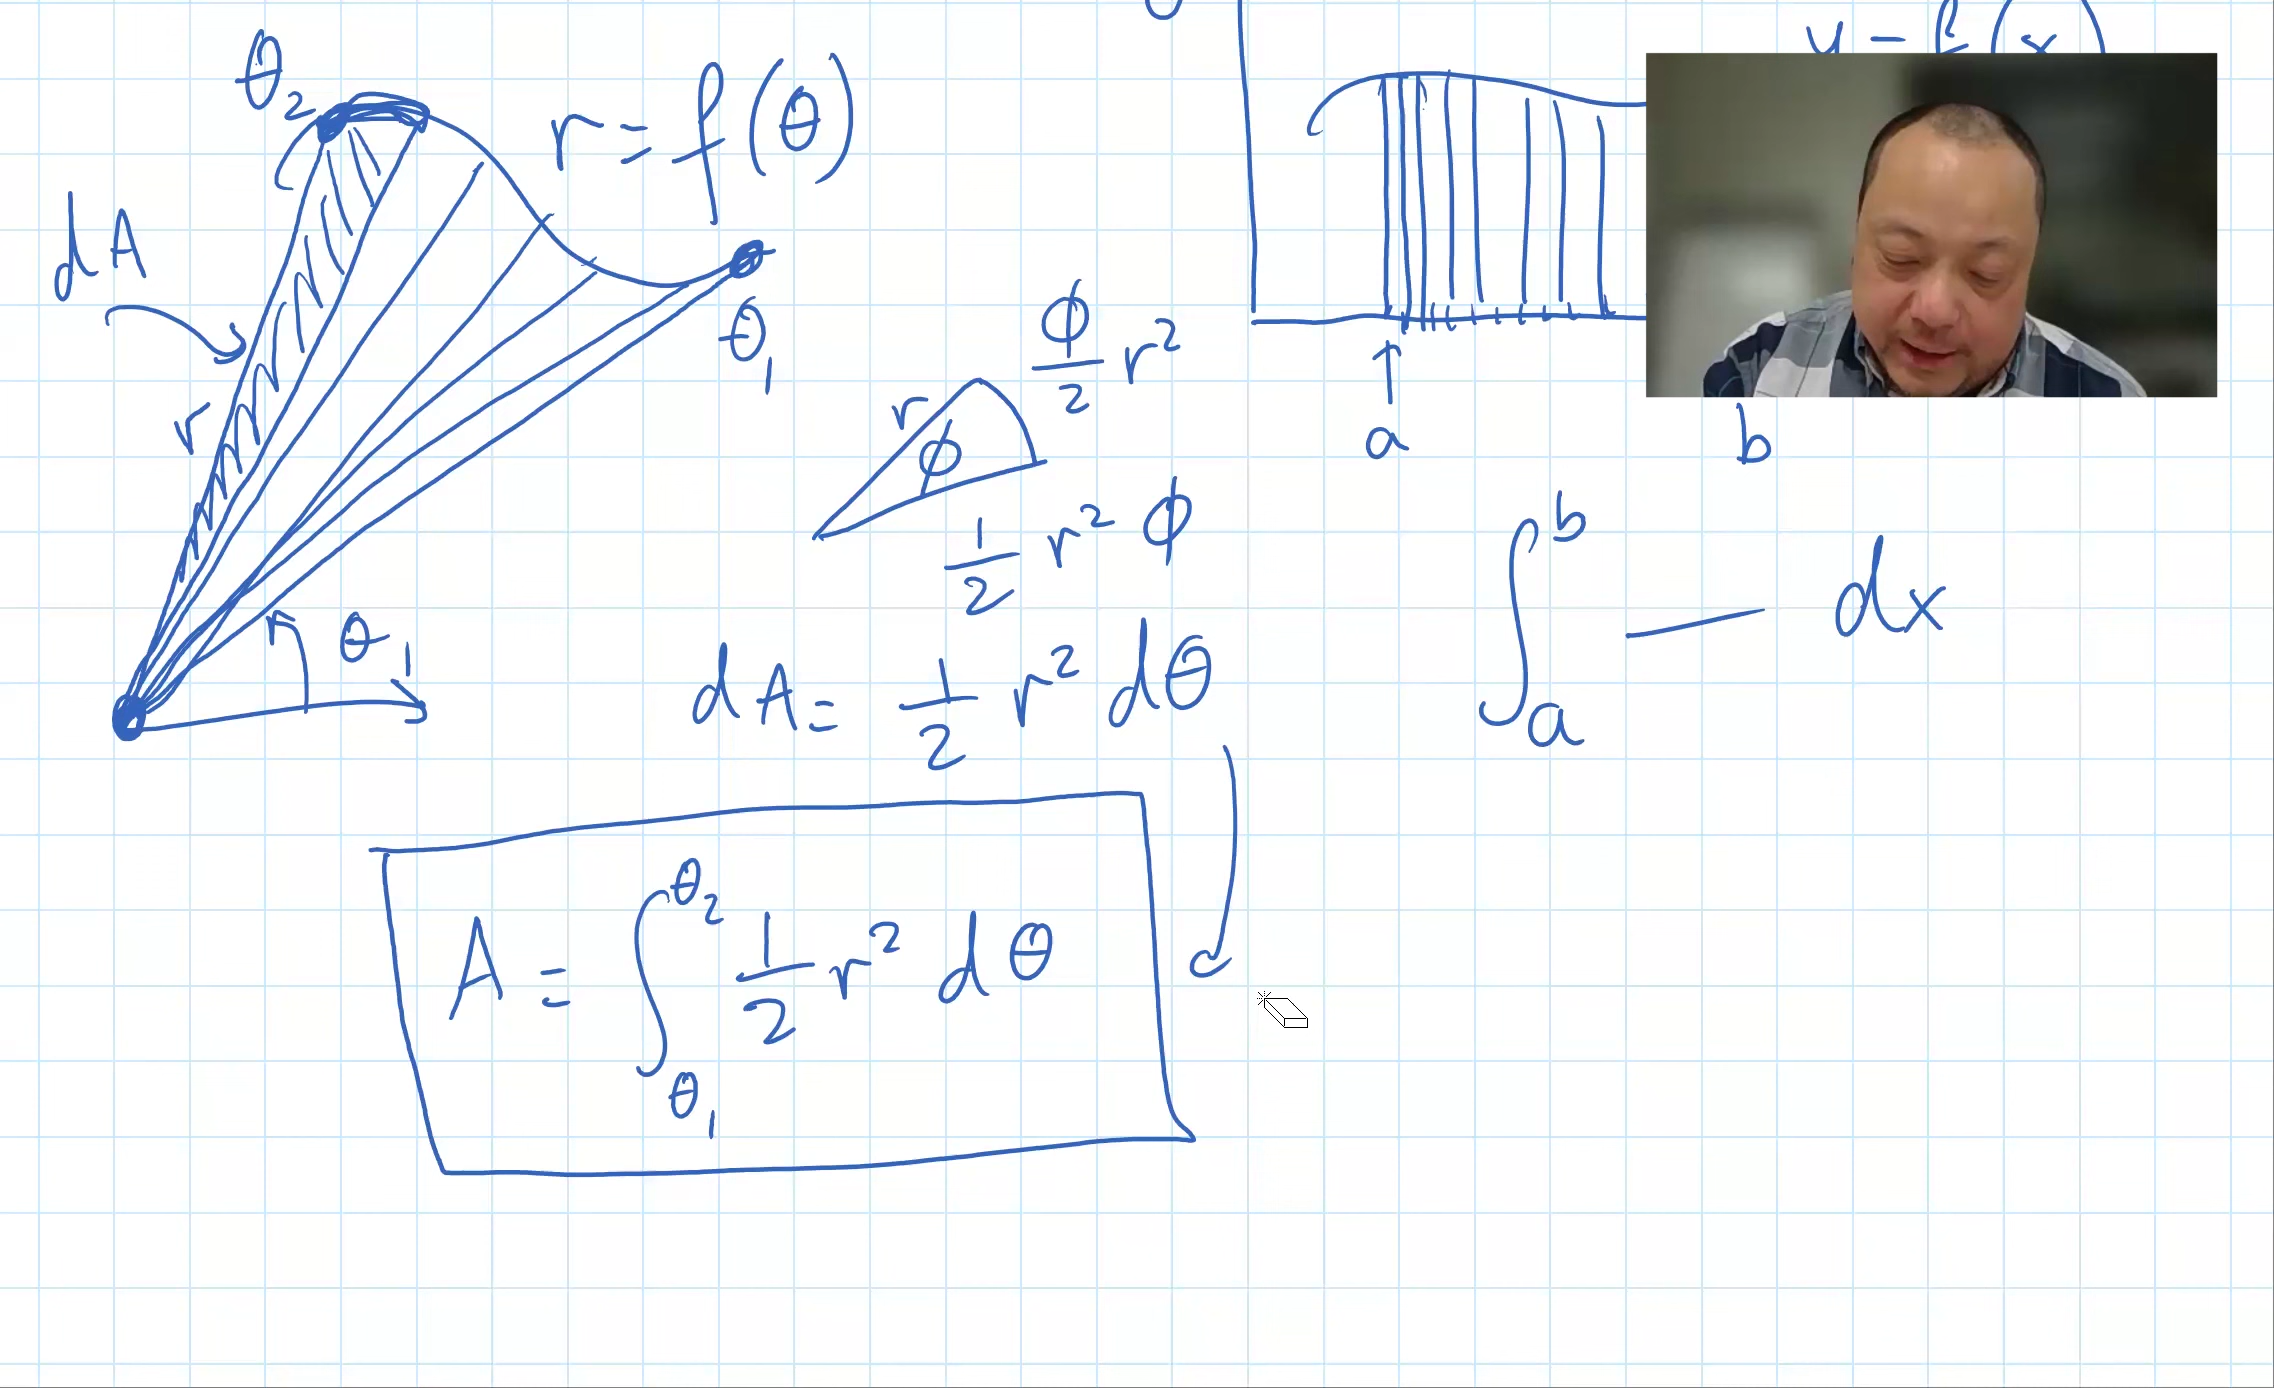 θ₂
r = f(θ)
dA
r
θ₁
θ₁
r
φ
φ/2 r²
1/2 r² φ
dA = 1/2 r² dθ
A = ∫_θ₁^θ₂ 1/2 r² dθ
a
b
∫_a^b — dx